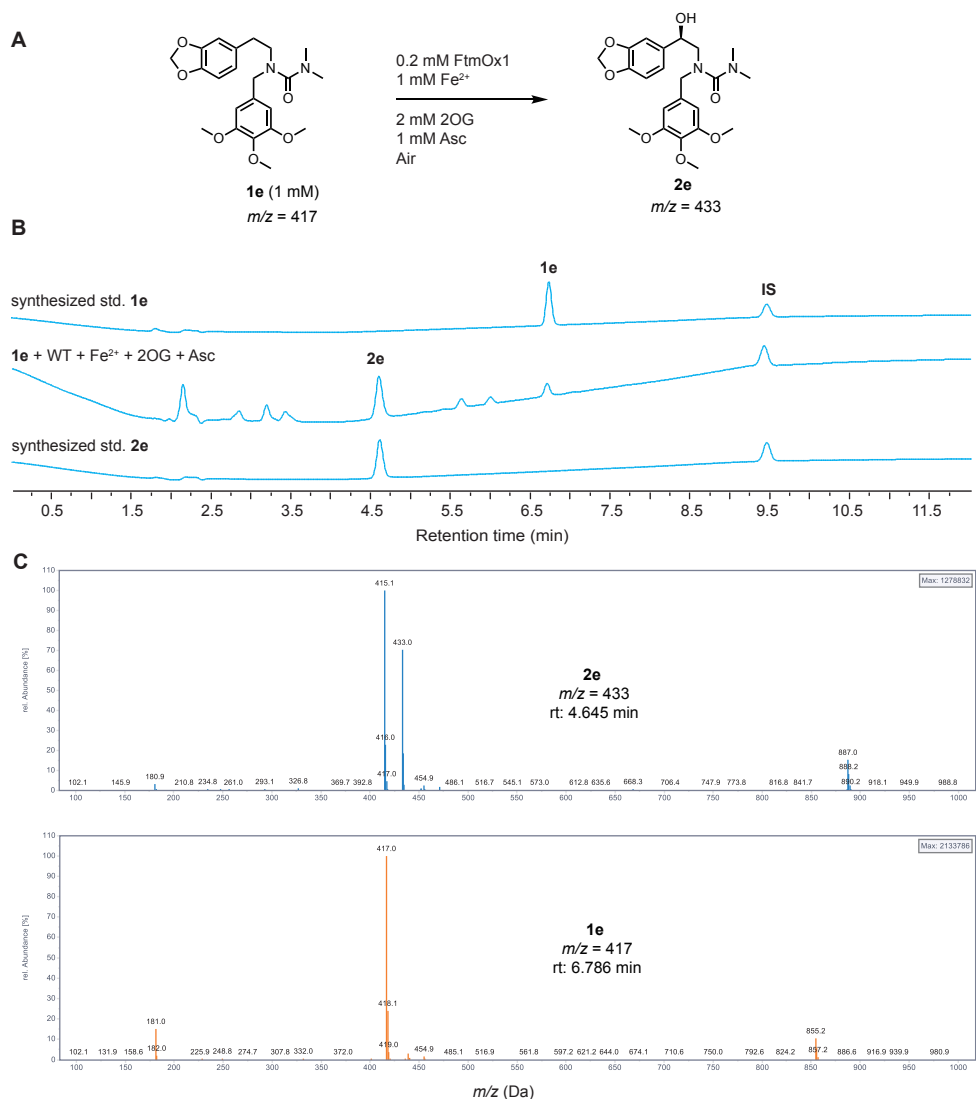 A
O
O
N
N
O
O
O
O
1e (1 mM)
m/z = 417
0.2 mM FtmOx1
1 mM Fe²⁺
2 mM 2OG
1 mM Asc
Air
OH
O
O
N
N
O
O
O
O
2e
m/z = 433
B
synthesized std. 1e
1e
IS
1e + WT + Fe²⁺ + 2OG + Asc
2e
synthesized std. 2e
0.5 1.5 2.5 3.5 4.5 5.5 6.5 7.5 8.5 9.5 10.5 11.5
Retention time (min)
C
Max: 1278832
rel. Abundance [%]
110
100
90
80
70
60
50
40
30
20
10
0
415.1
433.0
416.0
417.0
887.0
888.2
890.2
102.1 145.9 180.9 210.8 234.8 261.0 293.1 326.8 369.7 392.8 454.9 486.1 516.7 545.1 573.0 612.8 635.6 668.3 706.4 747.9 773.8 816.8 841.7 918.1 949.9 988.8
2e
m/z = 433
rt: 4.645 min
100 150 200 250 300 350 400 450 500 550 600 650 700 750 800 850 900 950 1000
Max: 2133786
rel. Abundance [%]
110
100
90
80
70
60
50
40
30
20
10
0
417.0
418.1
419.0
181.0
182.0
855.2
857.2
102.1 131.9 158.6 225.9 248.8 274.7 307.8 332.0 372.0 454.9 485.1 516.9 561.8 597.2 621.2 644.0 674.1 710.6 750.0 792.6 824.2 886.6 916.9 939.9 980.9
1e
m/z = 417
rt: 6.786 min
100 150 200 250 300 350 400 450 500 550 600 650 700 750 800 850 900 950 1000
m/z (Da)